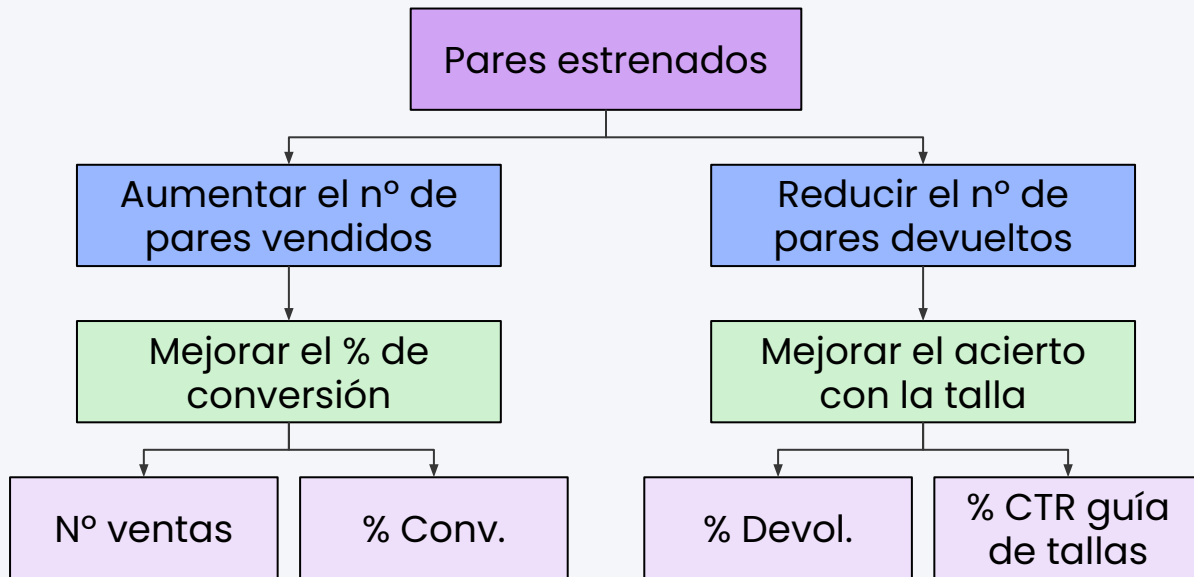 Pares estrenados
Aumentar el nº de
pares vendidos
Reducir el nº de
pares devueltos
Mejorar el % de
conversión
Mejorar el acierto
con la talla
Nº ventas
% Conv.
% Devol.
% CTR guía
de tallas